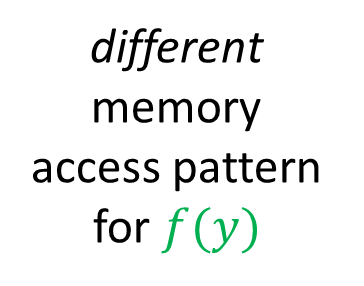 different
memory
access pattern
for f(y)